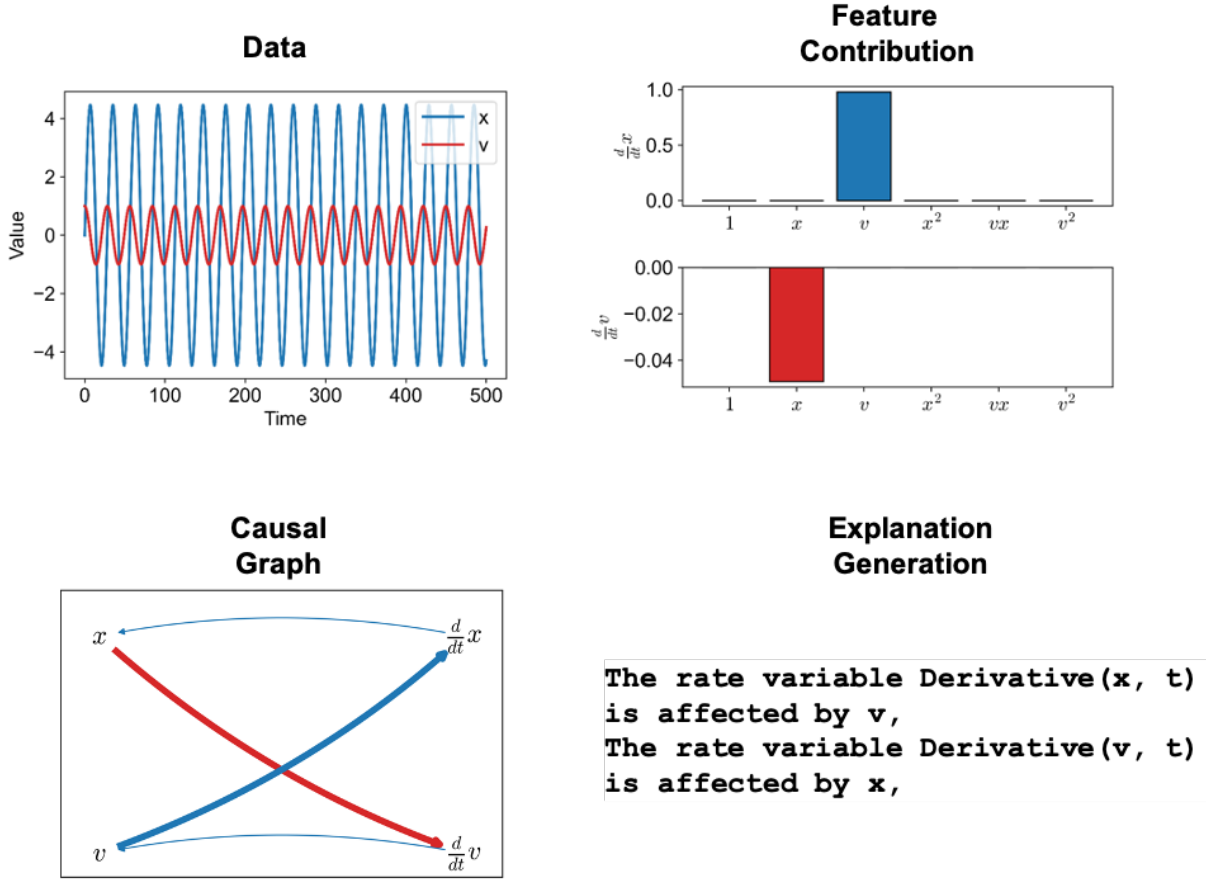 Data
4
2
0
−2
−4
Value
0 100 200 300 400 500
Time
x
v
Feature
Contribution
1.0
0.5
0.0
d/dt x
1 x v x² vx v²
0.00
−0.02
−0.04
d/dt v
1 x v x² vx v²
Causal
Graph
x d/dt x
v d/dt v
Explanation
Generation
The rate variable Derivative(x, t)
is affected by v,
The rate variable Derivative(v, t)
is affected by x,